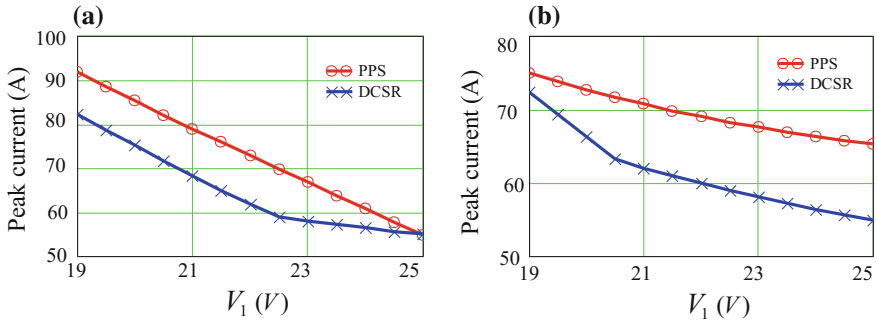 (a)
Peak current (A)
100
90
80
70
60
50
19
21
23
25
V1 (V)
PPS
DCSR
(b)
Peak current (A)
80
70
60
50
19
21
23
25
V1 (V)
PPS
DCSR